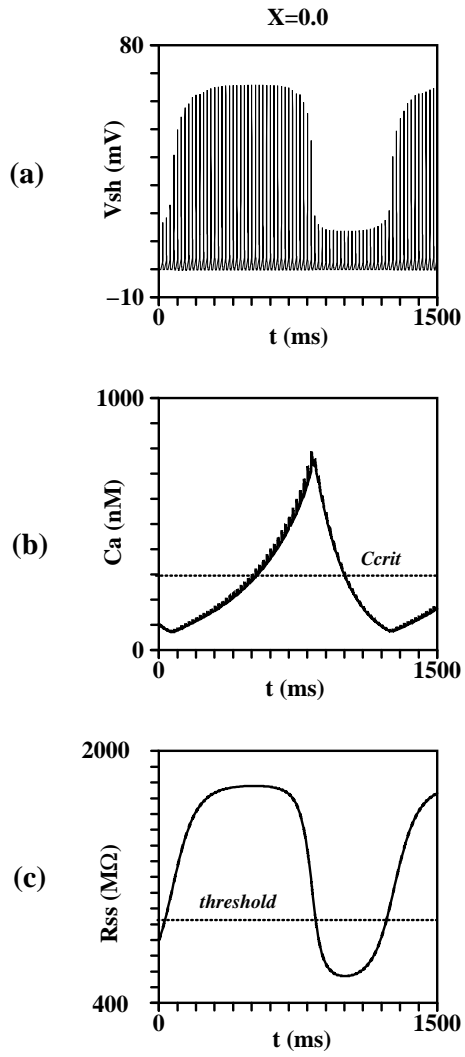 X=0.0
(a)
Vsh (mV)
80
−10
0
1500
t (ms)
(b)
Ca (nM)
1000
0
Ccrit
0
1500
t (ms)
(c)
Rss (MΩ)
2000
400
threshold
0
1500
t (ms)